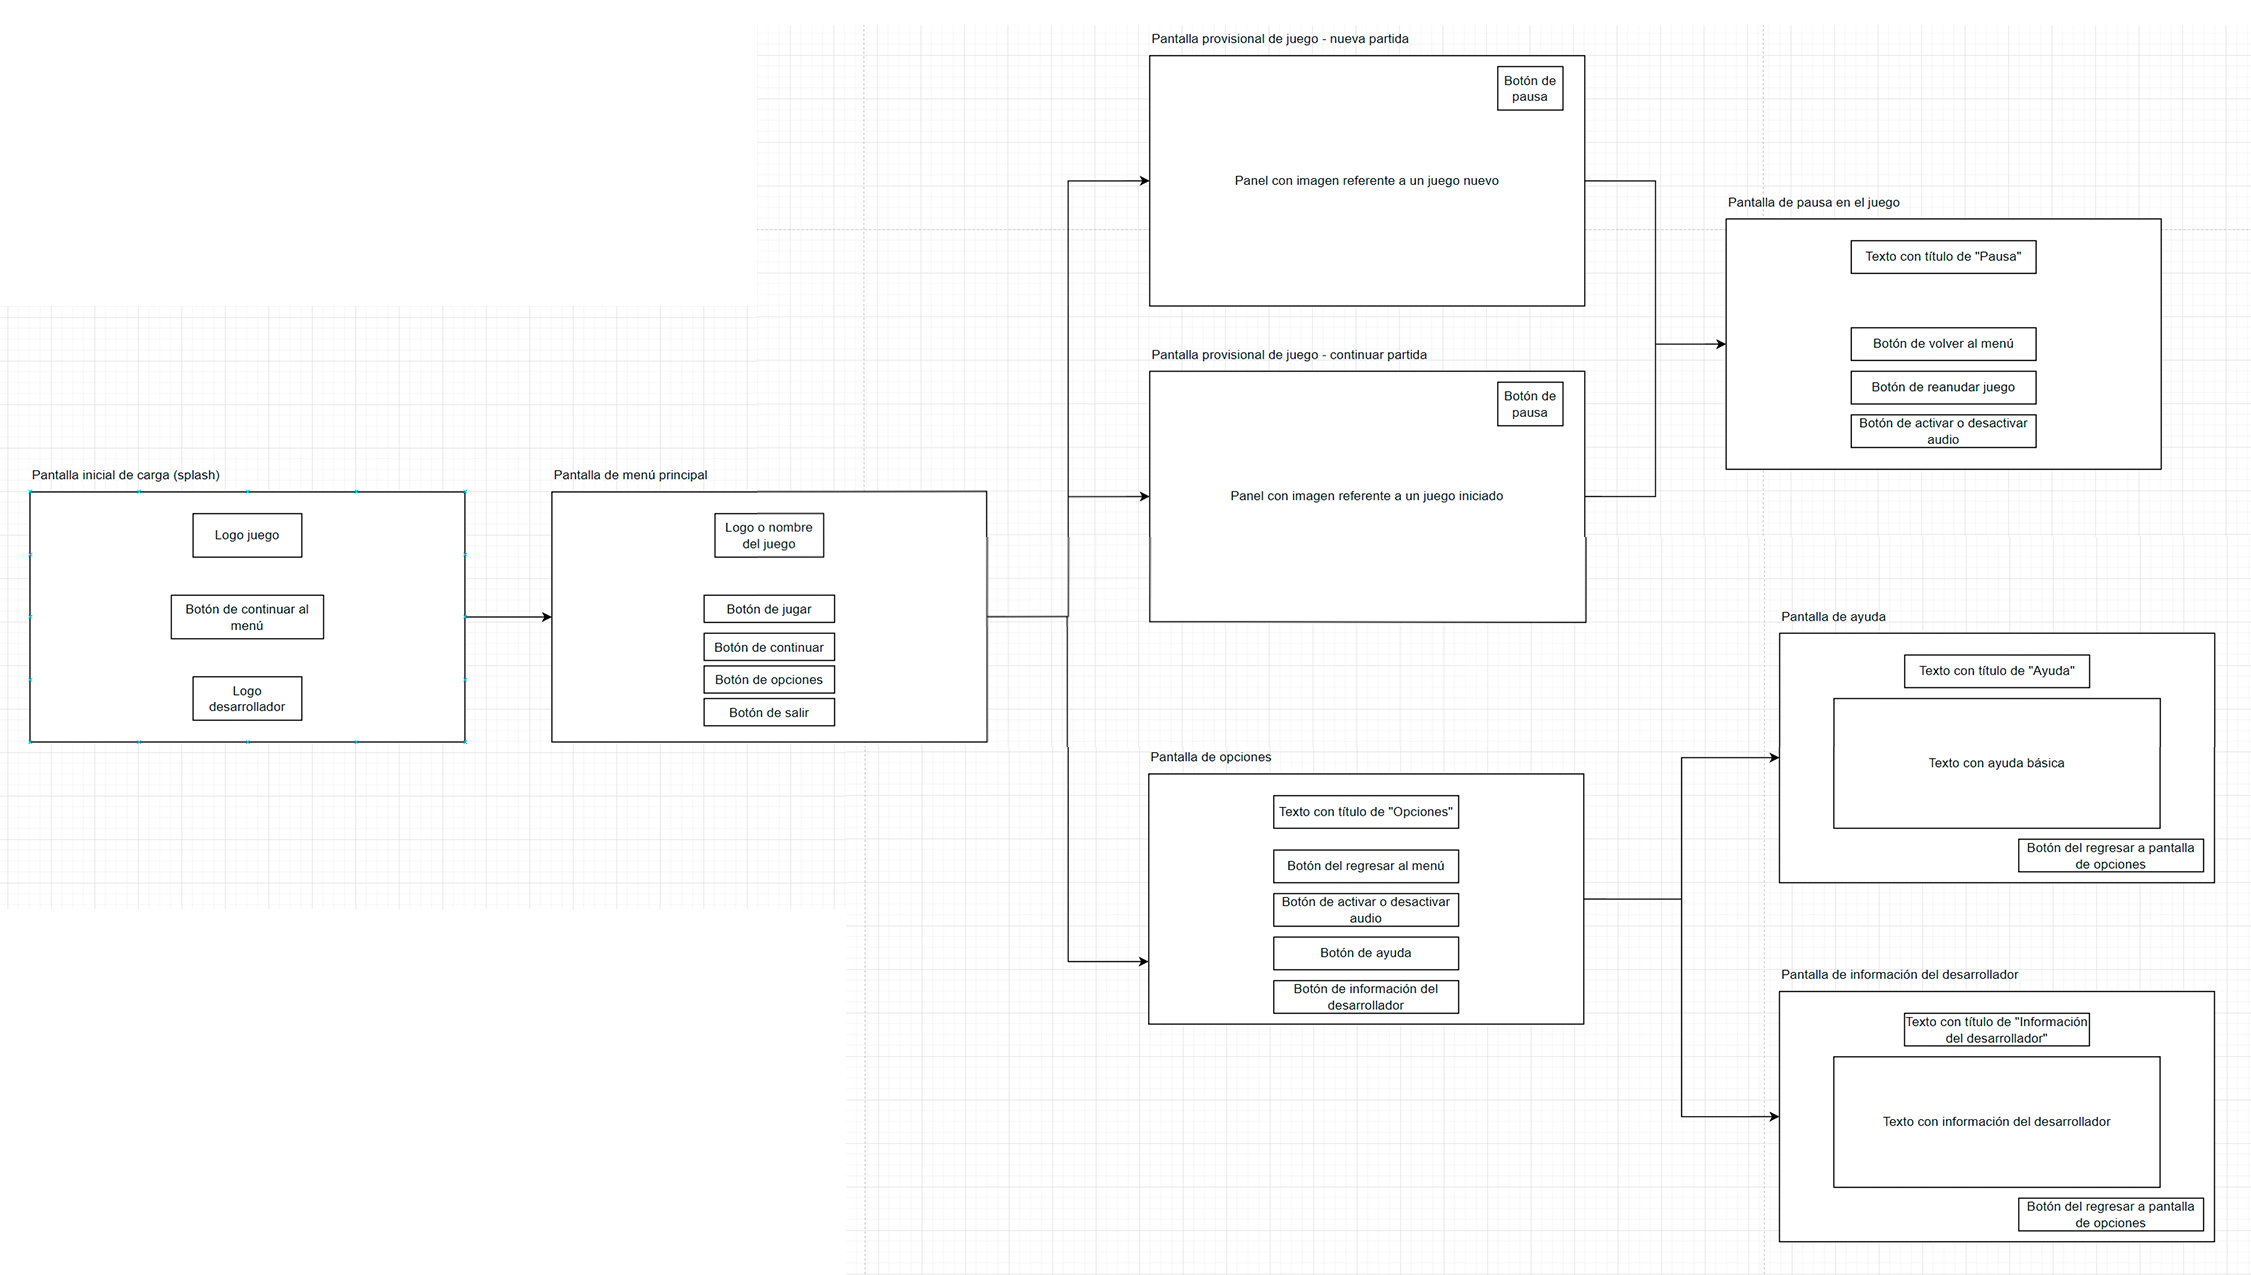 Pantalla inicial de carga (splash)
Logo juego
Botón de continuar al
menú
Logo
desarrollador
Pantalla de menú principal
Logo o nombre
del juego
Botón de jugar
Botón de continuar
Botón de opciones
Botón de salir
Pantalla provisional de juego - nueva partida
Botón de
pausa
Panel con imagen referente a un juego nuevo
Pantalla provisional de juego - continuar partida
Botón de
pausa
Panel con imagen referente a un juego iniciado
Pantalla de pausa en el juego
Texto con título de "Pausa"
Botón de volver al menú
Botón de reanudar juego
Botón de activar o desactivar
audio
Pantalla de opciones
Texto con título de "Opciones"
Botón del regresar al menú
Botón de activar o desactivar
audio
Botón de ayuda
Botón de información del
desarrollador
Pantalla de ayuda
Texto con título de "Ayuda"
Texto con ayuda básica
Botón del regresar a pantalla
de opciones
Pantalla de información del desarrollador
Texto con título de "Información
del desarrollador"
Texto con información del desarrollador
Botón del regresar a pantalla
de opciones